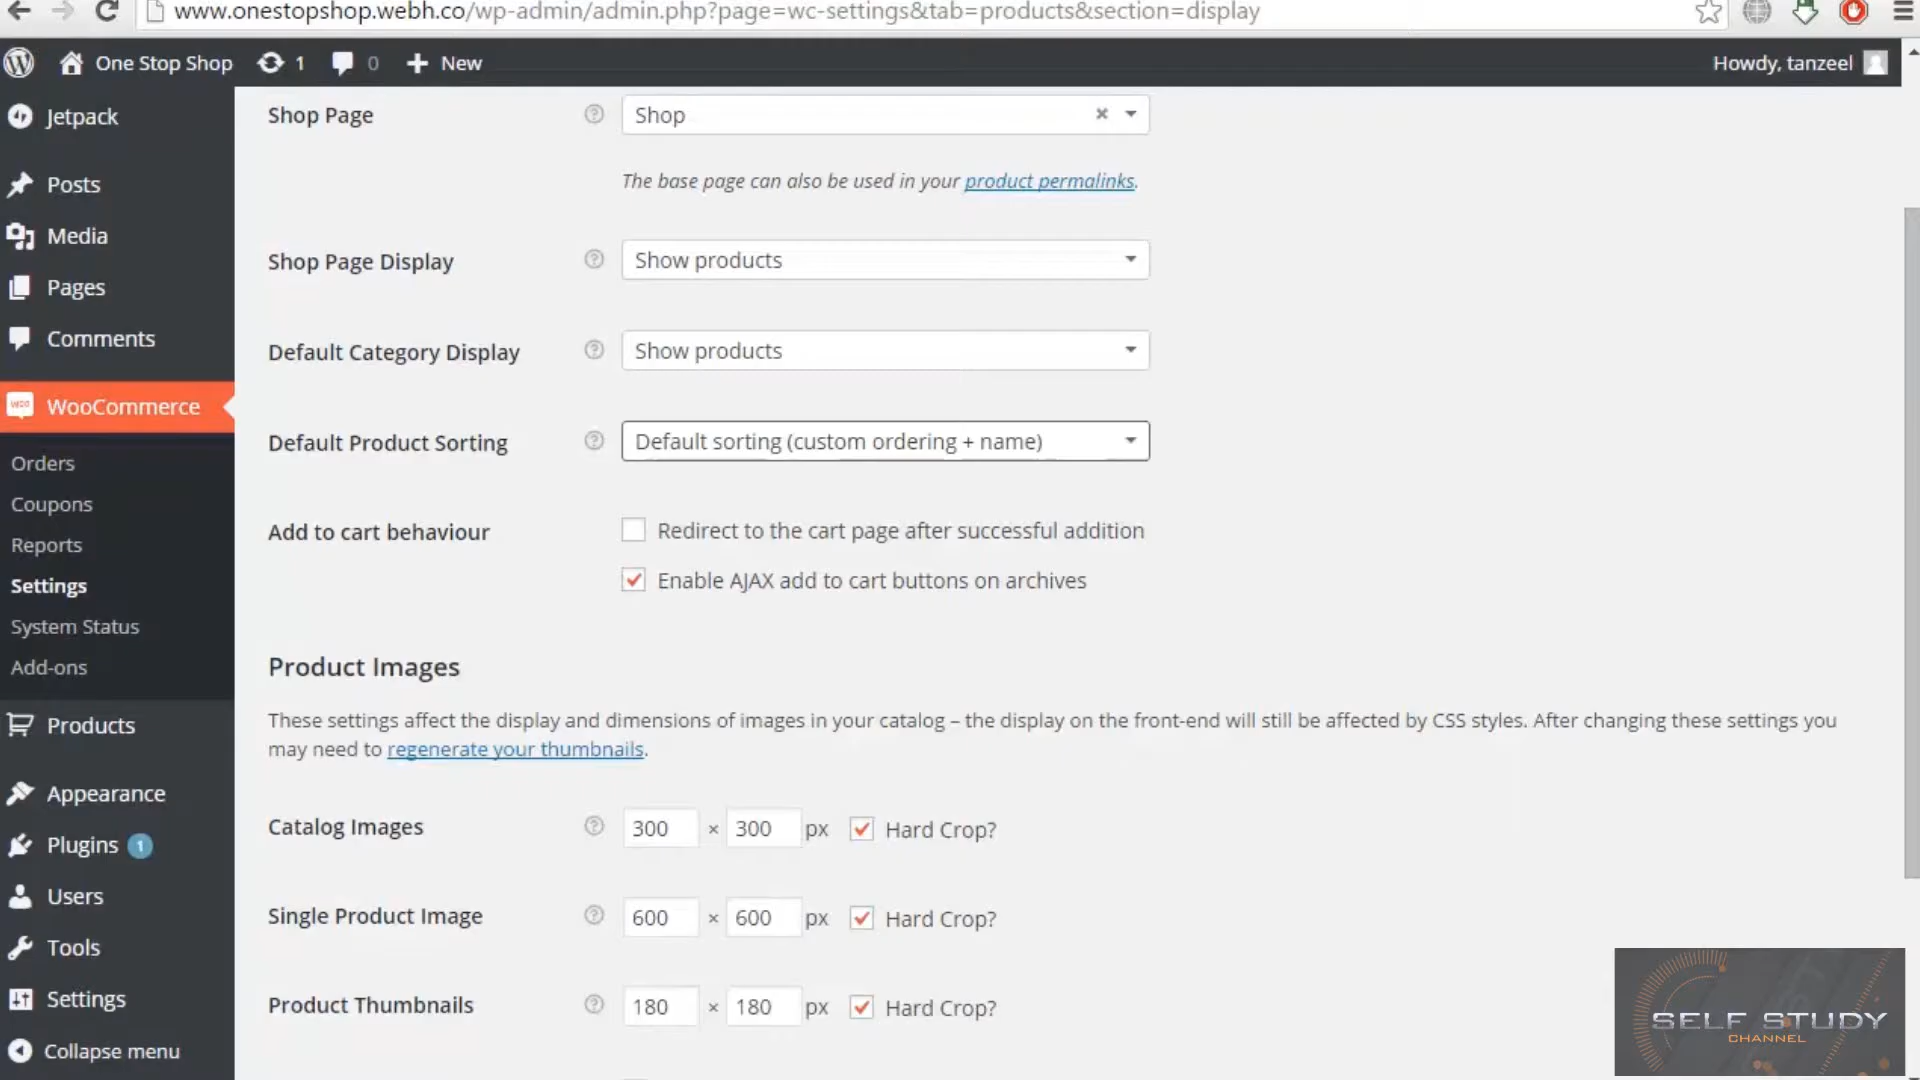 www.onestopshop.webh.co/wp-admin/admin.php?page=wc-settings&tab=products&section=display
One Stop Shop 1 0 New Howdy, tanzeel
Jetpack
Posts
Media
Pages
Comments
WooCommerce
Orders
Coupons
Reports
Settings
System Status
Add-ons
Products
Appearance
Plugins 1
Users
Tools
Settings
Collapse menu
Shop Page Shop
The base page can also be used in your product permalinks.
Shop Page Display Show products
Default Category Display Show products
Default Product Sorting Default sorting (custom ordering + name)
Add to cart behaviour Redirect to the cart page after successful addition
Enable AJAX add to cart buttons on archives
Product Images
These settings affect the display and dimensions of images in your catalog – the display on the front-end will still be affected by CSS styles. After changing these settings you
may need to regenerate your thumbnails.
Catalog Images 300 × 300 px Hard Crop?
Single Product Image 600 × 600 px Hard Crop?
Product Thumbnails 180 × 180 px Hard Crop?
SELF STUDY
CHANNEL